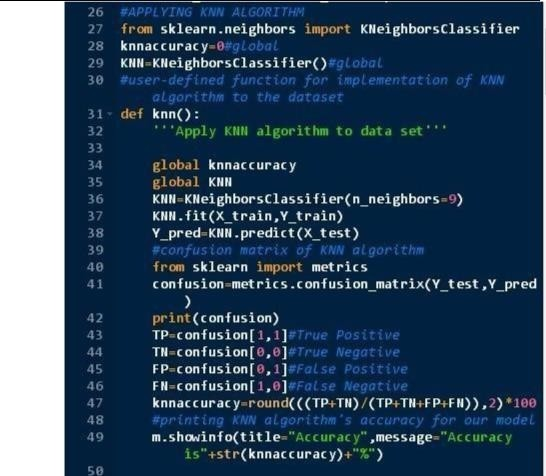 26 #APPLYING KNN ALGORITHM
27 from sklearn.neighbors import KNeighborsClassifier
28 knnaccuracy=0#global
29 KNN=KNeighborsClassifier()#global
30 #user-defined function for implementation of KNN
algorithm to the dataset
31 def knn():
32 '''Apply KNN algorithm to data set'''
33
34 global knnaccuracy
35 global KNN
36 KNN=KNeighborsClassifier(n_neighbors=9)
37 KNN.fit(X_train,Y_train)
38 Y_pred=KNN.predict(X_test)
39 #confusion matrix of KNN algorithm
40 from sklearn import metrics
41 confusion=metrics.confusion_matrix(Y_test,Y_pred
)
42 print(confusion)
43 TP=confusion[1,1]#True Positive
44 TN=confusion[0,0]#True Negative
45 FP=confusion[0,1]#False Positive
46 FN=confusion[1,0]#False Negative
47 knnaccuracy=round(((TP+TN)/(TP+TN+FP+FN)),2)*100
48 #printing KNN algorithm's accuracy for our model
49 m.showinfo(title="Accuracy",message="Accuracy
is"+str(knnaccuracy)+"%")
50